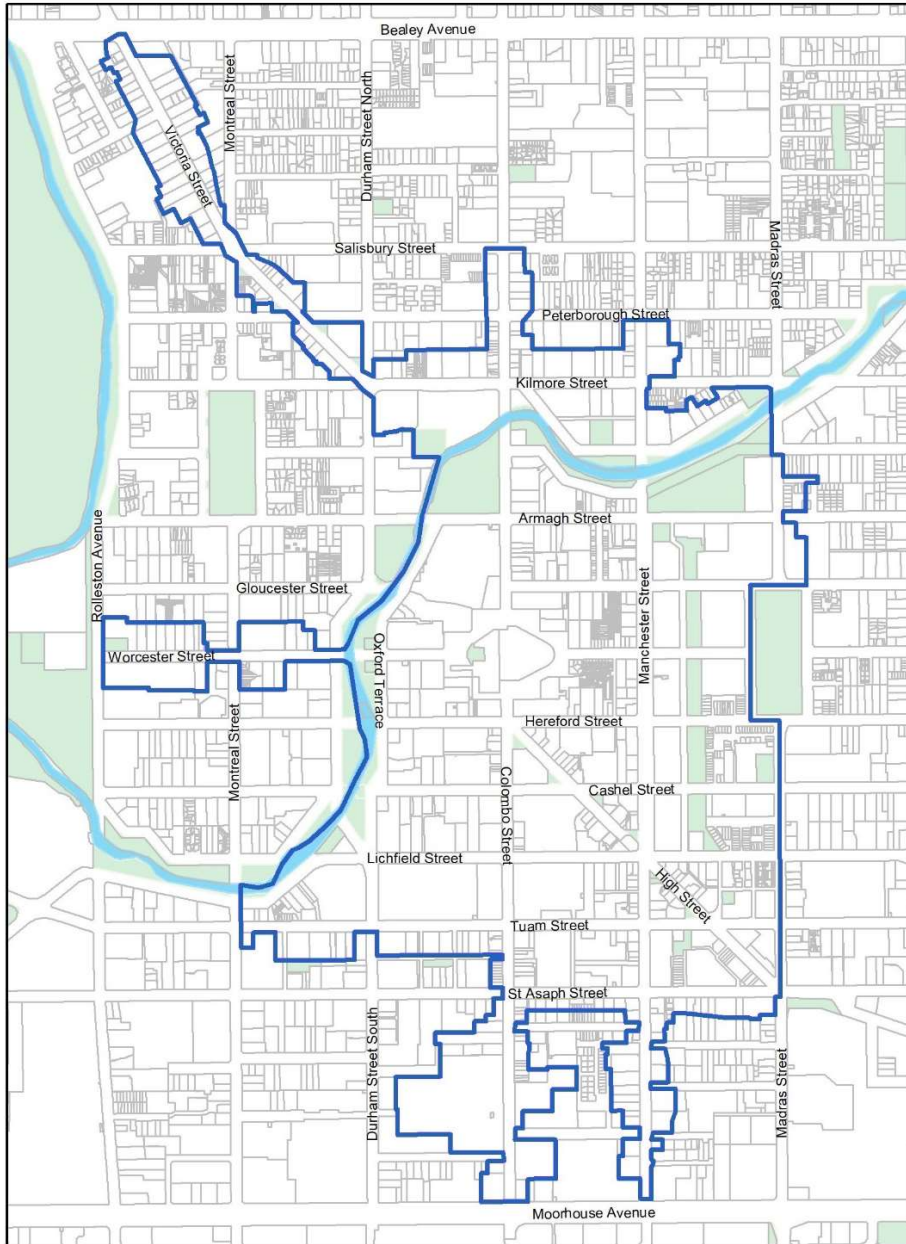 Bealey Avenue
Montreal Street
Durham Street North
Victoria Street
Salisbury Street
Madras Street
Peterborough Street
Kilmore Street
Armagh Street
Rolleston Avenue
Gloucester Street
Manchester Street
Worcester Street
Oxford Terrace
Hereford Street
Montreal Street
Cashel Street
Colombo Street
Lichfield Street
High Street
Tuam Street
St Asaph Street
Durham Street South
Madras Street
Moorhouse Avenue